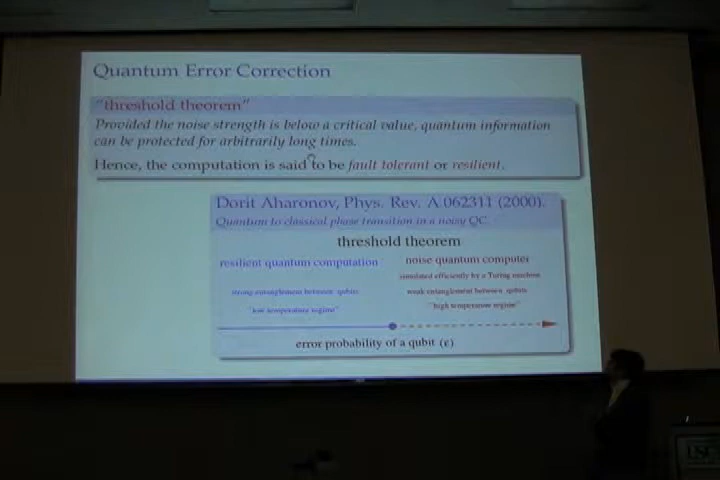 Quantum Error Correction
"threshold theorem"
Provided the noise strength is below a critical value, quantum information
can be protected for arbitrarily long times.
Hence, the computation is said to be fault tolerant or resilient.
Dorit Aharonov, Phys. Rev. A 062311 (2000).
Quantum to classical phase transition in a noisy QC.
threshold theorem
resilient quantum computation
noise quantum computer
simulated efficiently by a Turing machine
strong entanglement between qubits
weak entanglement between qubits
"low temperature regime"
"high temperature regime"
error probability of a qubit (ε)